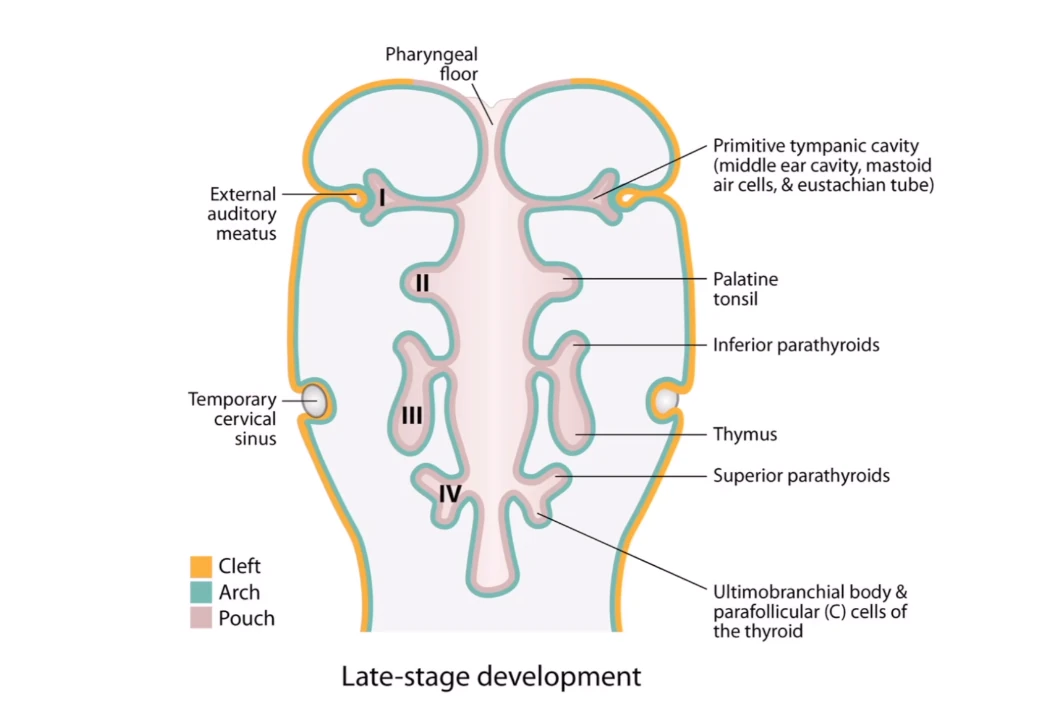 Pharyngeal
floor
Primitive tympanic cavity
(middle ear cavity, mastoid
air cells, & eustachian tube)
External
auditory
meatus
I
II
Palatine
tonsil
Inferior parathyroids
Temporary
cervical
sinus
III
Thymus
Superior parathyroids
IV
Cleft
Arch
Pouch
Ultimobranchial body &
parafollicular (C) cells of
the thyroid
Late-stage development